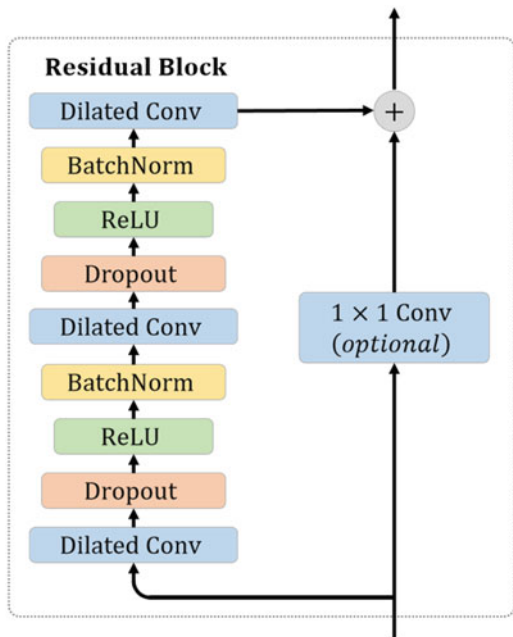 Residual Block
Dilated Conv
+
BatchNorm
ReLU
Dropout
Dilated Conv
1 × 1 Conv
(optional)
BatchNorm
ReLU
Dropout
Dilated Conv